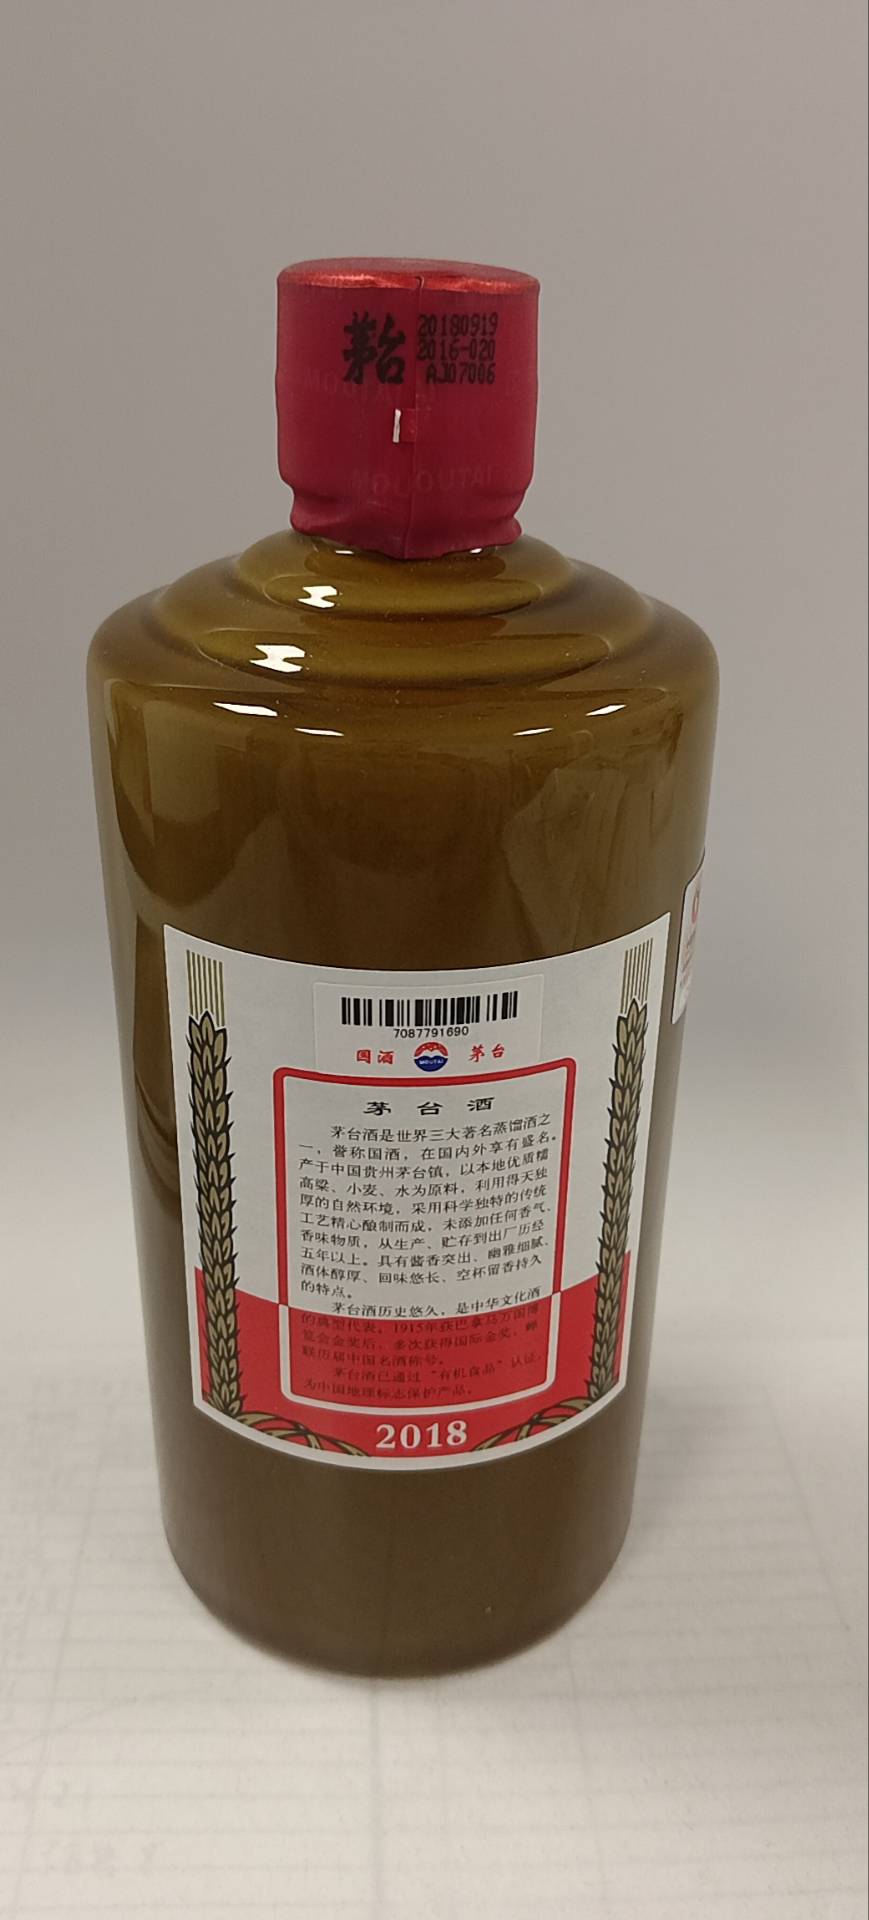 茅台
20180919
2016-020
AJ07006
7087791690
国酒 MOUTAI 茅台
茅台酒
茅台酒是世界三大著名蒸馏酒之
一，誉称国酒，在国内外享有盛名。
产于中国贵州茅台镇，以本地优质糯
高粱、小麦、水为原料，利用得天独
厚的自然环境，采用科学独特的传统
工艺精心酿制而成，未添加任何香气、
香味物质，从生产、贮存到出厂历经
五年以上。具有酱香突出、幽雅细腻、
酒体醇厚、回味悠长、空杯留香持久
的特点。
茅台酒历史悠久，是中华文化酒
的典型代表。1915年获巴拿马万国博
览会金奖后，多次获得国际金奖，蝉
联历届中国名酒称号。
茅台酒已通过“有机食品”认证，
为中国地理标志保护产品。
2018